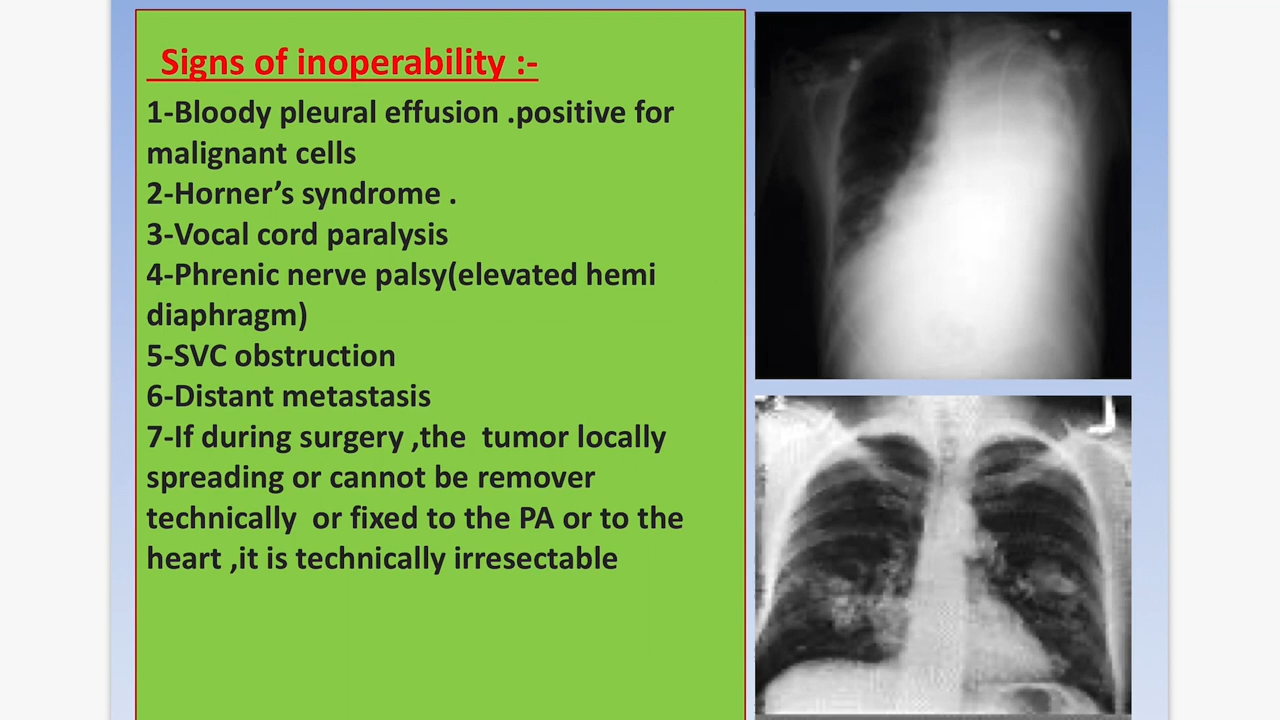 Signs of inoperability :-
1-Bloody pleural effusion .positive for
malignant cells
2-Horner’s syndrome .
3-Vocal cord paralysis
4-Phrenic nerve palsy(elevated hemi
diaphragm)
5-SVC obstruction
6-Distant metastasis
7-If during surgery ,the  tumor locally
spreading or cannot be remover
technically  or fixed to the PA or to the
heart ,it is technically irresectable